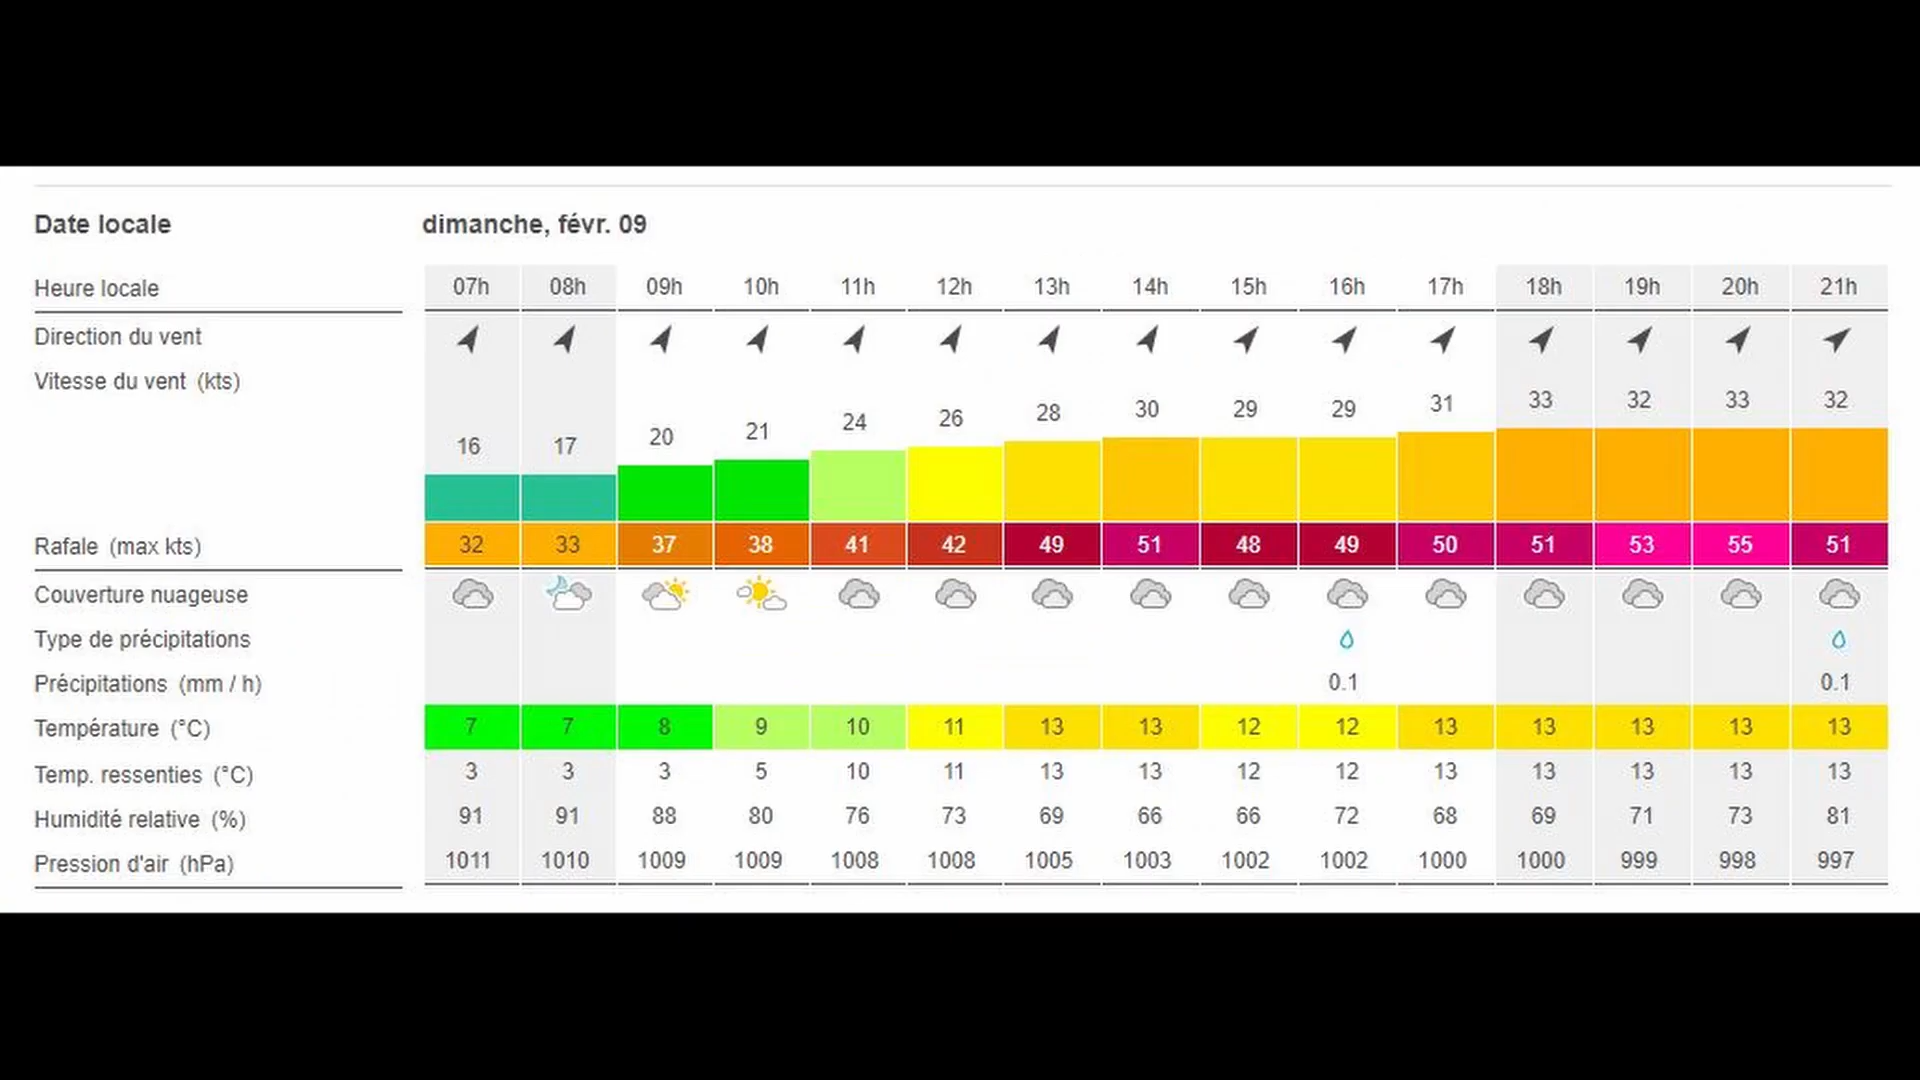 Date locale dimanche, févr. 09
Heure locale 07h 08h 09h 10h 11h 12h 13h 14h 15h 16h 17h 18h 19h 20h 21h
Direction du vent
Vitesse du vent (kts)
16 17 20 21 24 26 28 30 29 29 31 33 32 33 32
Rafale (max kts) 32 33 37 38 41 42 49 51 48 49 50 51 53 55 51
Couverture nuageuse
Type de précipitations
Précipitations (mm / h) 0.1 0.1
Température (°C) 7 7 8 9 10 11 13 13 12 12 13 13 13 13 13
Temp. ressenties (°C) 3 3 3 5 10 11 13 13 12 12 13 13 13 13 13
Humidité relative (%) 91 91 88 80 76 73 69 66 66 72 68 69 71 73 81
Pression d'air (hPa) 1011 1010 1009 1009 1008 1008 1005 1003 1002 1002 1000 1000 999 998 997